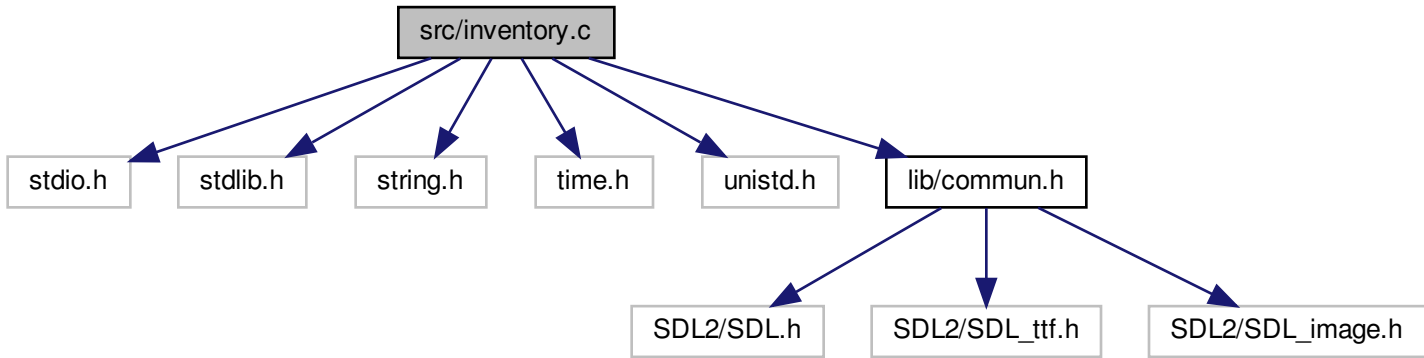 src/inventory.c
stdio.h
stdlib.h
string.h
time.h
unistd.h
lib/commun.h
SDL2/SDL.h
SDL2/SDL_ttf.h
SDL2/SDL_image.h